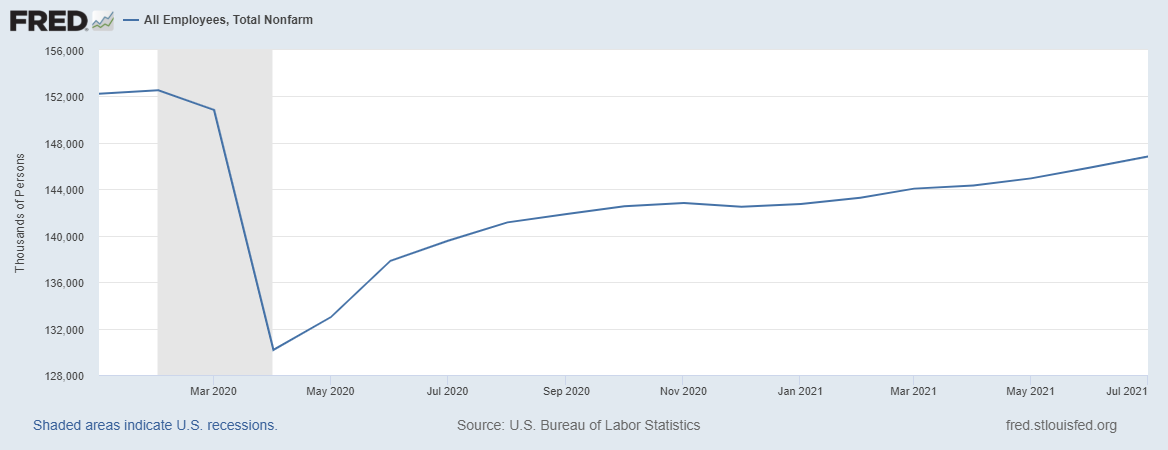 FRED
All Employees, Total Nonfarm
156,000
152,000
148,000
144,000
140,000
136,000
132,000
128,000
Thousands of Persons
Mar 2020
May 2020
Jul 2020
Sep 2020
Nov 2020
Jan 2021
Mar 2021
May 2021
Jul 2021
Shaded areas indicate U.S. recessions.
Source: U.S. Bureau of Labor Statistics
fred.stlouisfed.org